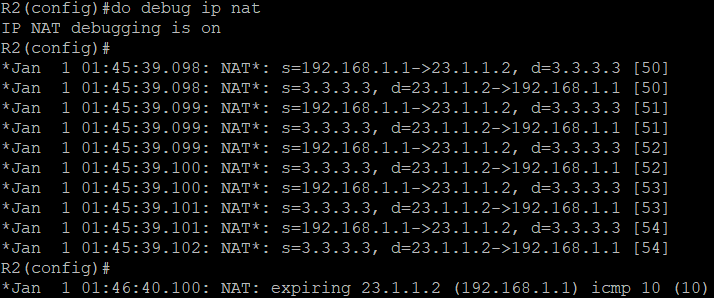 R2(config)#do debug ip nat
IP NAT debugging is on
R2(config)#
*Jan  1 01:45:39.098: NAT*: s=192.168.1.1->23.1.1.2, d=3.3.3.3 [50]
*Jan  1 01:45:39.098: NAT*: s=3.3.3.3, d=23.1.1.2->192.168.1.1 [50]
*Jan  1 01:45:39.099: NAT*: s=192.168.1.1->23.1.1.2, d=3.3.3.3 [51]
*Jan  1 01:45:39.099: NAT*: s=3.3.3.3, d=23.1.1.2->192.168.1.1 [51]
*Jan  1 01:45:39.099: NAT*: s=192.168.1.1->23.1.1.2, d=3.3.3.3 [52]
*Jan  1 01:45:39.100: NAT*: s=3.3.3.3, d=23.1.1.2->192.168.1.1 [52]
*Jan  1 01:45:39.100: NAT*: s=192.168.1.1->23.1.1.2, d=3.3.3.3 [53]
*Jan  1 01:45:39.101: NAT*: s=3.3.3.3, d=23.1.1.2->192.168.1.1 [53]
*Jan  1 01:45:39.101: NAT*: s=192.168.1.1->23.1.1.2, d=3.3.3.3 [54]
*Jan  1 01:45:39.102: NAT*: s=3.3.3.3, d=23.1.1.2->192.168.1.1 [54]
R2(config)#
*Jan  1 01:46:40.100: NAT: expiring 23.1.1.2 (192.168.1.1) icmp 10 (10)